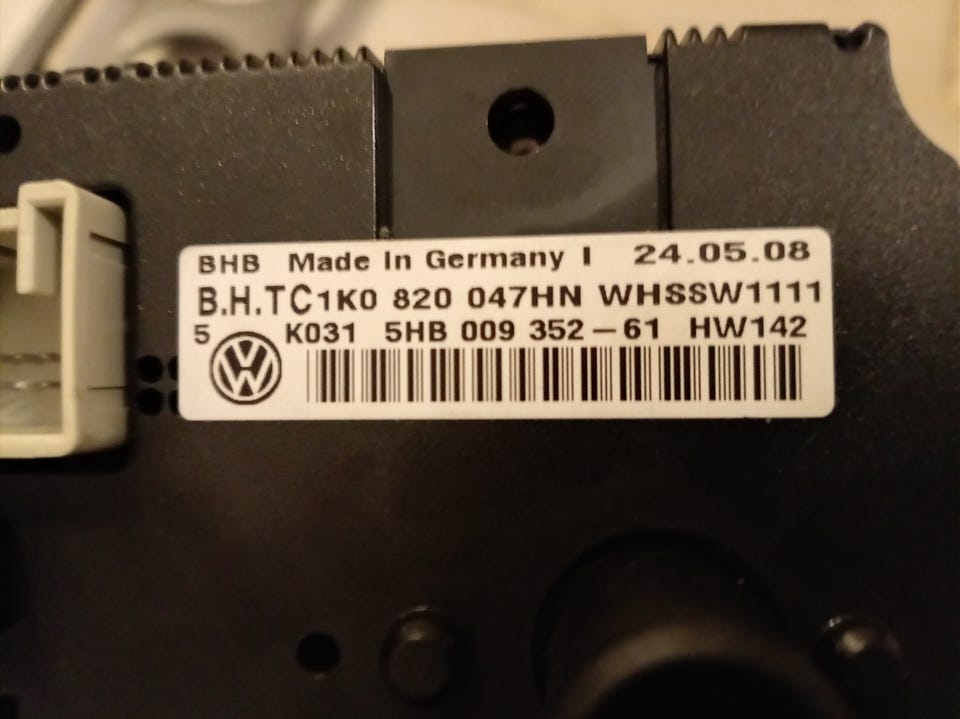 BHB Made In Germany I 24.05.08
B.H.TC1K0 820 047HN WHSSW1111
5 K031 5HB 009 352-61 HW142